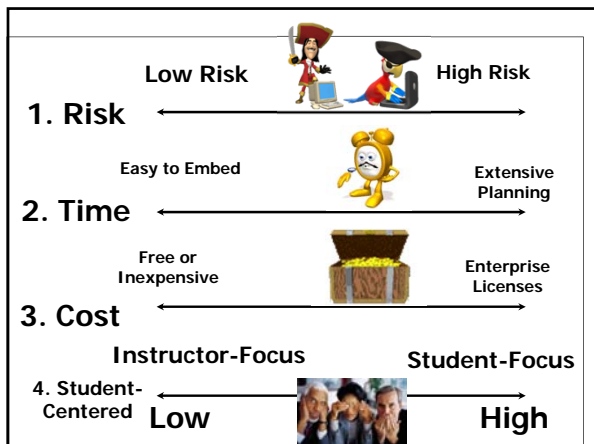 Low Risk
High Risk
1. Risk
Easy to Embed
Extensive
Planning
2. Time
Free or
Inexpensive
Enterprise
Licenses
3. Cost
Instructor-Focus
Student-Focus
4. Student-
Centered
Low
High